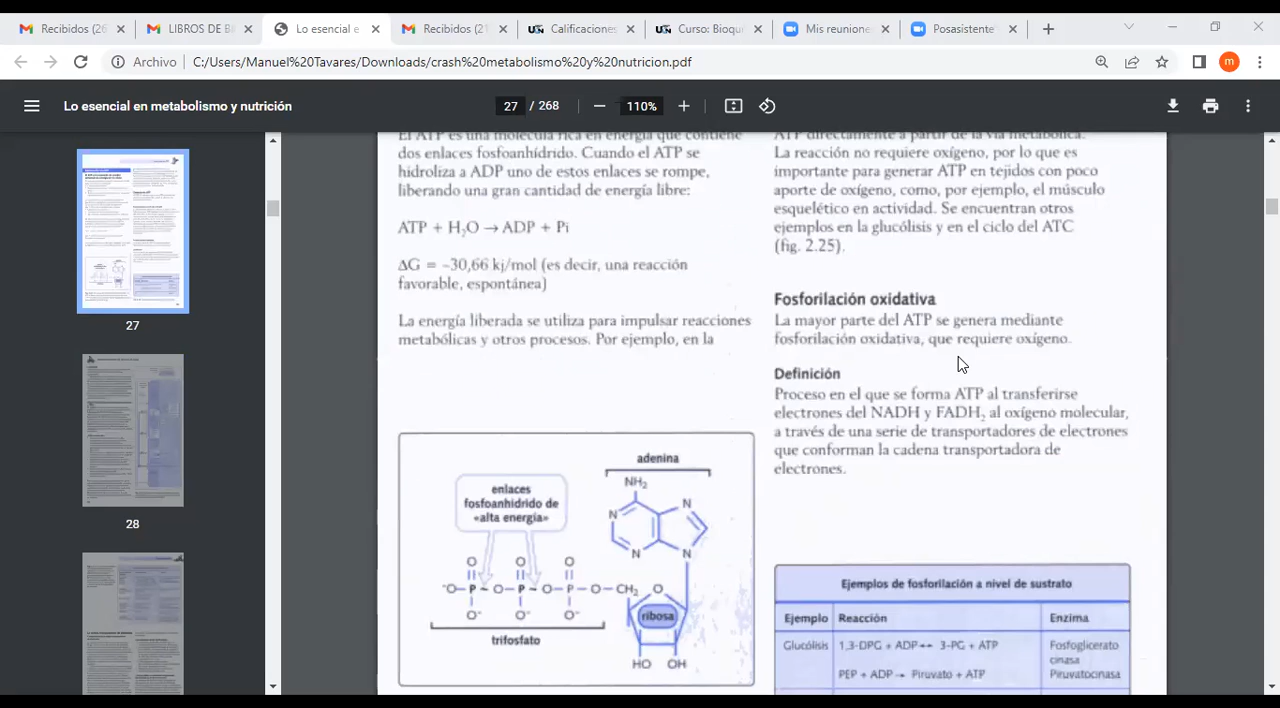 Recibidos (26
LIBROS DE B
Lo esencial e
Recibidos (21
Calificaciones
Curso: Bioqu
Mis reunione
Posasistente
Archivo
C:/Users/Manuel%20Tavares/Downloads/crash%20metabolismo%20y%20nutricion.pdf
m
Lo esencial en metabolismo y nutrición
27 / 268
110%
27
28
El ATP es una molécula rica en energía que contiene
dos enlaces fosfoanhídrido. Cuando el ATP se
hidroliza a ADP uno de estos enlaces se rompe,
liberando una gran cantidad de energía libre:
ATP + H₂O → ADP + Pi
ΔG = –30,66 kj/mol (es decir, una reacción
favorable, espontánea)
La energía liberada se utiliza para impulsar reacciones
metabólicas y otros procesos. Por ejemplo, en la
adenina
enlaces
fosfoanhidrido de
«alta energía»
NH₂
N
N
N
N
O
O
O
⁻O–P~O–P~O–P–O–CH₂
O
O⁻
O⁻
O⁻
ribosa
trifosfato
HO
OH
ATP directamente a partir de la vía metabólica.
La reacción no requiere oxígeno, por lo que es
importante para generar ATP en tejidos con poco
aporte de oxígeno, como, por ejemplo, el músculo
esquelético en actividad. Se encuentran otros
ejemplos en la glucólisis y en el ciclo del ATC
(fig. 2.25).
Fosforilación oxidativa
La mayor parte del ATP se genera mediante
fosforilación oxidativa, que requiere oxígeno.
Definición
Proceso en el que se forma ATP al transferirse
electrones del NADH y FADH₂ al oxígeno molecular,
a través de una serie de transportadores de electrones
que conforman la cadena transportadora de
electrones.
Ejemplos de fosforilación a nivel de sustrato
Ejemplo
Reacción
Enzima
Glucólisis
1,3-DPG + ADP ↔ 3-PG + ATP
Fosfoglicerato
cinasa
PEP + ADP → Piruvato + ATP
Piruvatocinasa